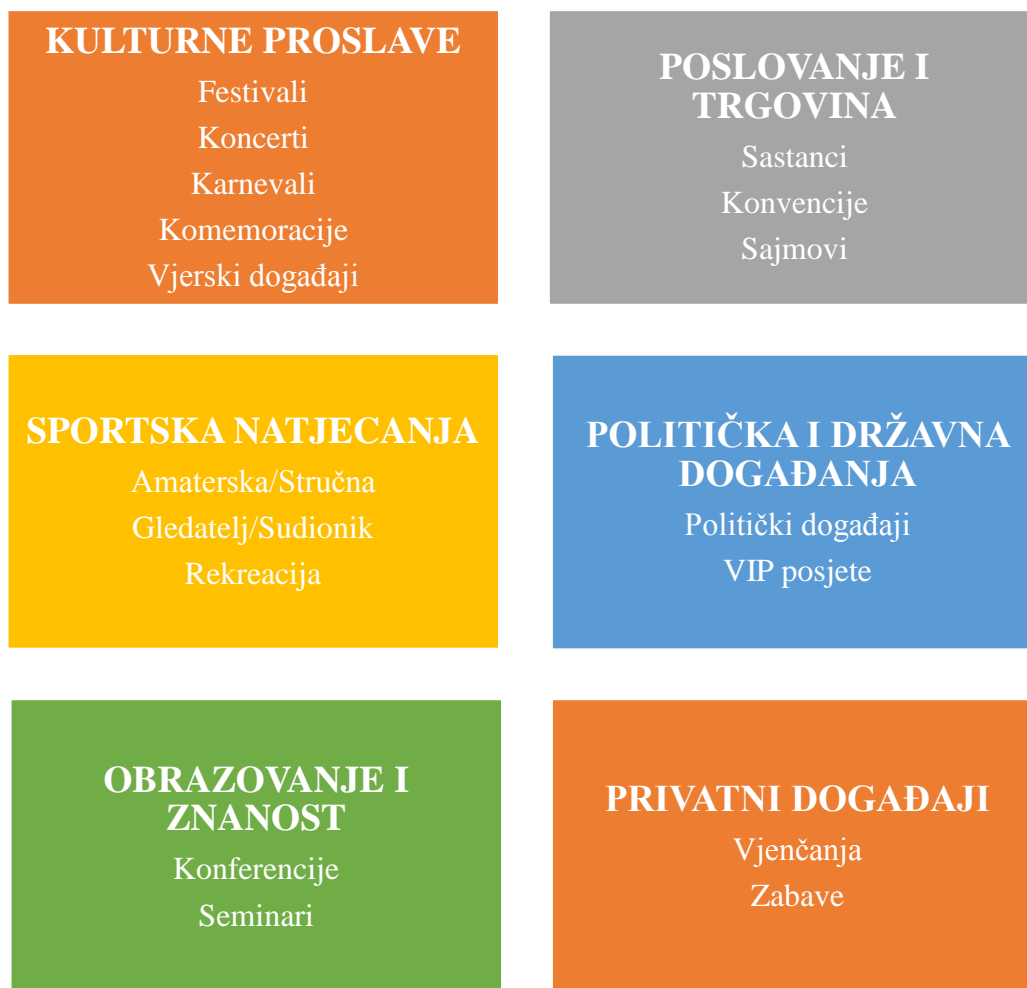 KULTURNE PROSLAVE
Festivali
Koncerti
Karnevali
Komemoracije
Vjerski događaji
POSLOVANJE I
TRGOVINA
Sastanci
Konvencije
Sajmovi
SPORTSKA NATJECANJA
Amaterska/Stručna
Gledatelj/Sudionik
Rekreacija
POLITIČKA I DRŽAVNA
DOGAĐANJA
Politički događaji
VIP posjete
OBRAZOVANJE I
ZNANOST
Konferencije
Seminari
PRIVATNI DOGAĐAJI
Vjenčanja
Zabave